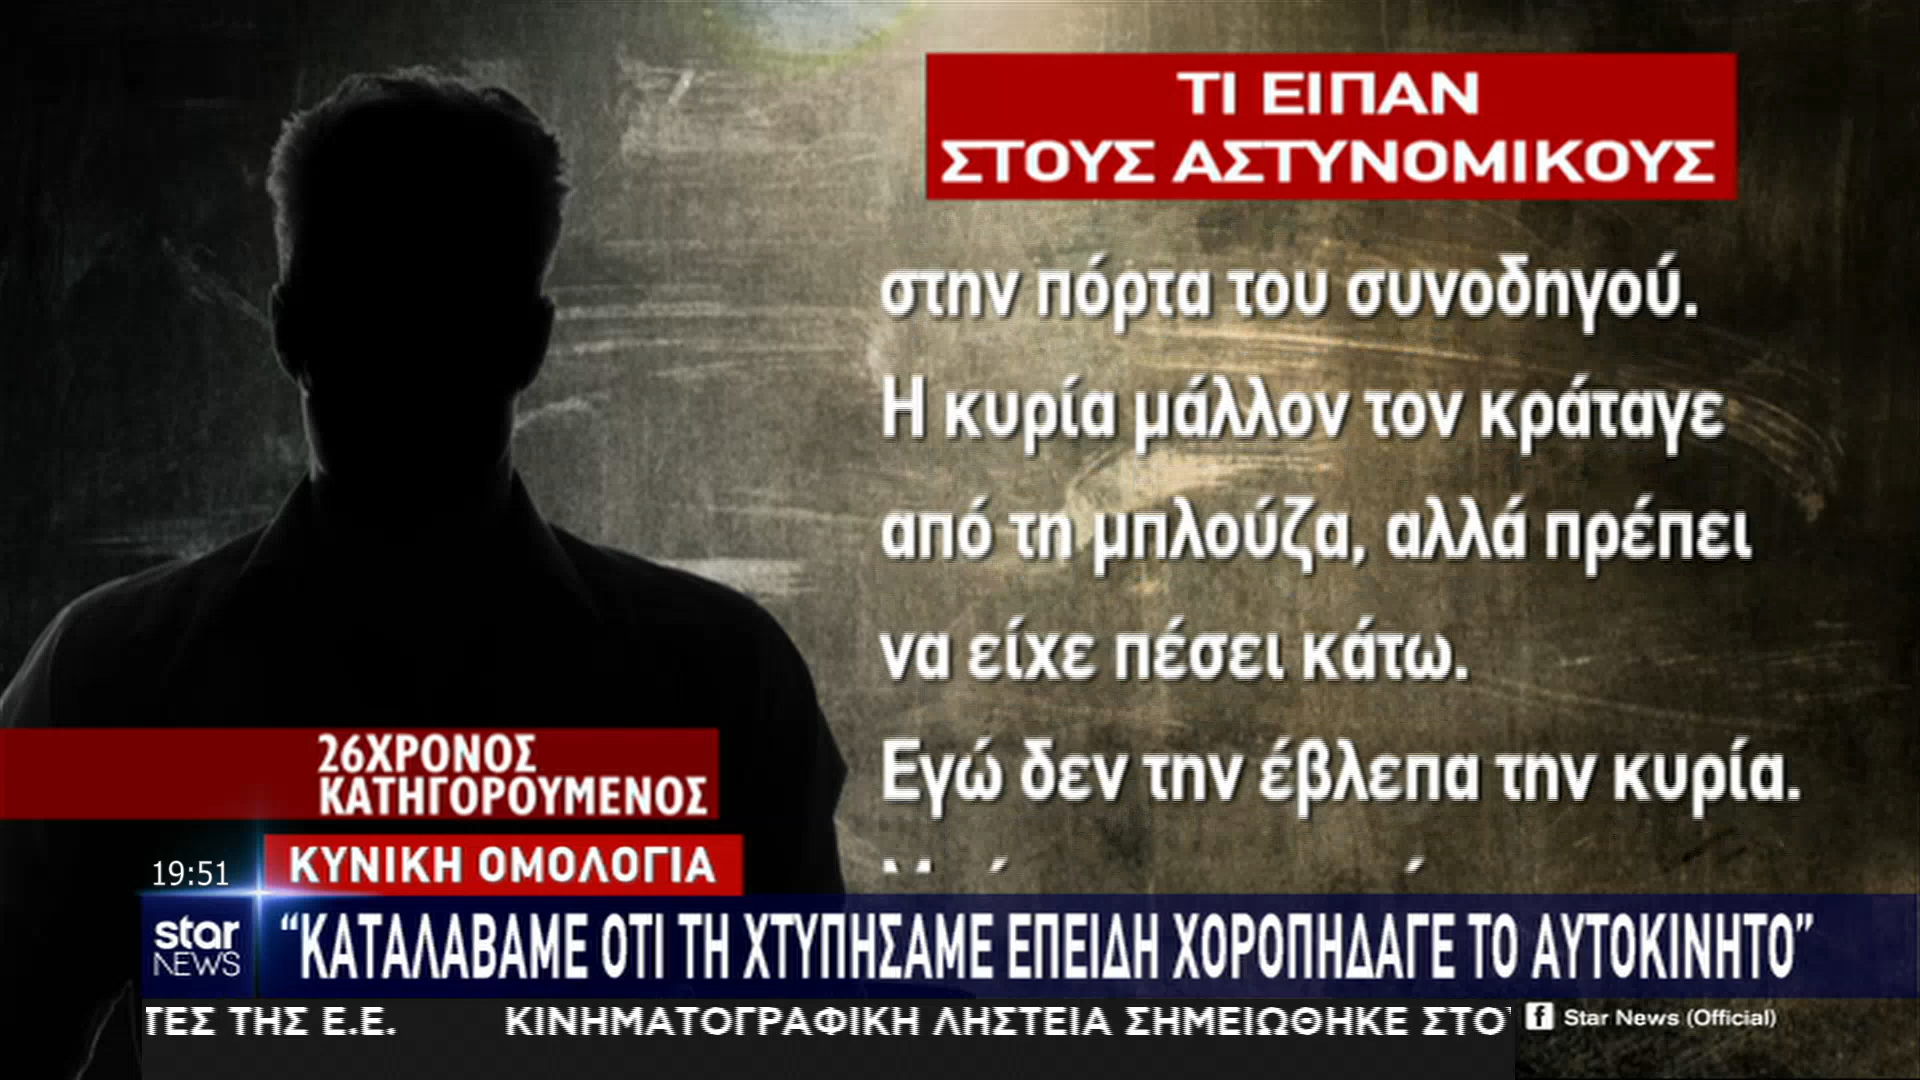 ΤΙ ΕΙΠΑΝ
ΣΤΟΥΣ ΑΣΤΥΝΟΜΙΚΟΥΣ
στην πόρτα του συνοδηγού.
Η κυρία μάλλον τον κράταγε
από τη μπλούζα, αλλά πρέπει
να είχε πέσει κάτω.
Εγώ δεν την έβλεπα την κυρία.
26ΧΡΟΝΟΣ
ΚΑΤΗΓΟΡΟΥΜΕΝΟΣ
19:51
ΚΥΝΙΚΗ ΟΜΟΛΟΓΙΑ
star
NEWS
“ΚΑΤΑΛΑΒΑΜΕ ΟΤΙ ΤΗ ΧΤΥΠΗΣΑΜΕ ΕΠΕΙΔΗ ΧΟΡΟΠΗΔΑΓΕ ΤΟ ΑΥΤΟΚΙΝΗΤΟ”
ΤΕΣ ΤΗΣ Ε.Ε. ΚΙΝΗΜΑΤΟΓΡΑΦΙΚΗ ΛΗΣΤΕΙΑ ΣΗΜΕΙΩΘΗΚΕ ΣΤΟ
Star News (Official)